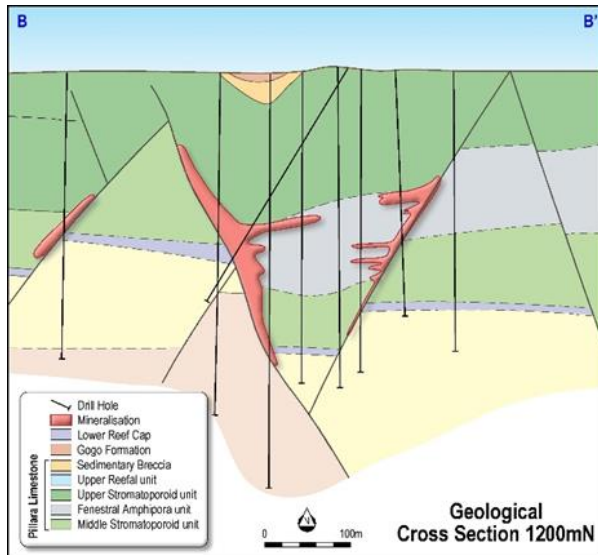 B
B'
Drill Hole
Mineralisation
Lower Reef Cap
Gogo Formation
Sedimentary Breccia
Upper Reefal unit
Upper Stromatoporoid unit
Fenestral Amphipora unit
Middle Stromatoporoid unit
Pillara Limestone
N
0 100m
Geological
Cross Section 1200mN